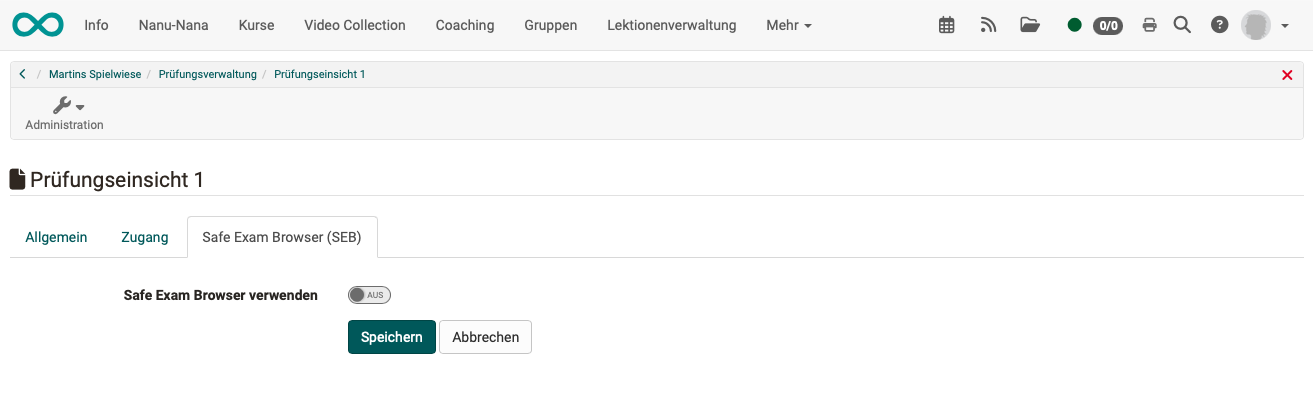 Info Nanu-Nana Kurse Video Collection Coaching Gruppen Lektionenverwaltung Mehr 0/0
/ Martins Spielwiese / Prüfungsverwaltung / Prüfungseinsicht 1
Administration
Prüfungseinsicht 1
Allgemein Zugang Safe Exam Browser (SEB)
Safe Exam Browser verwenden AUS
Speichern Abbrechen